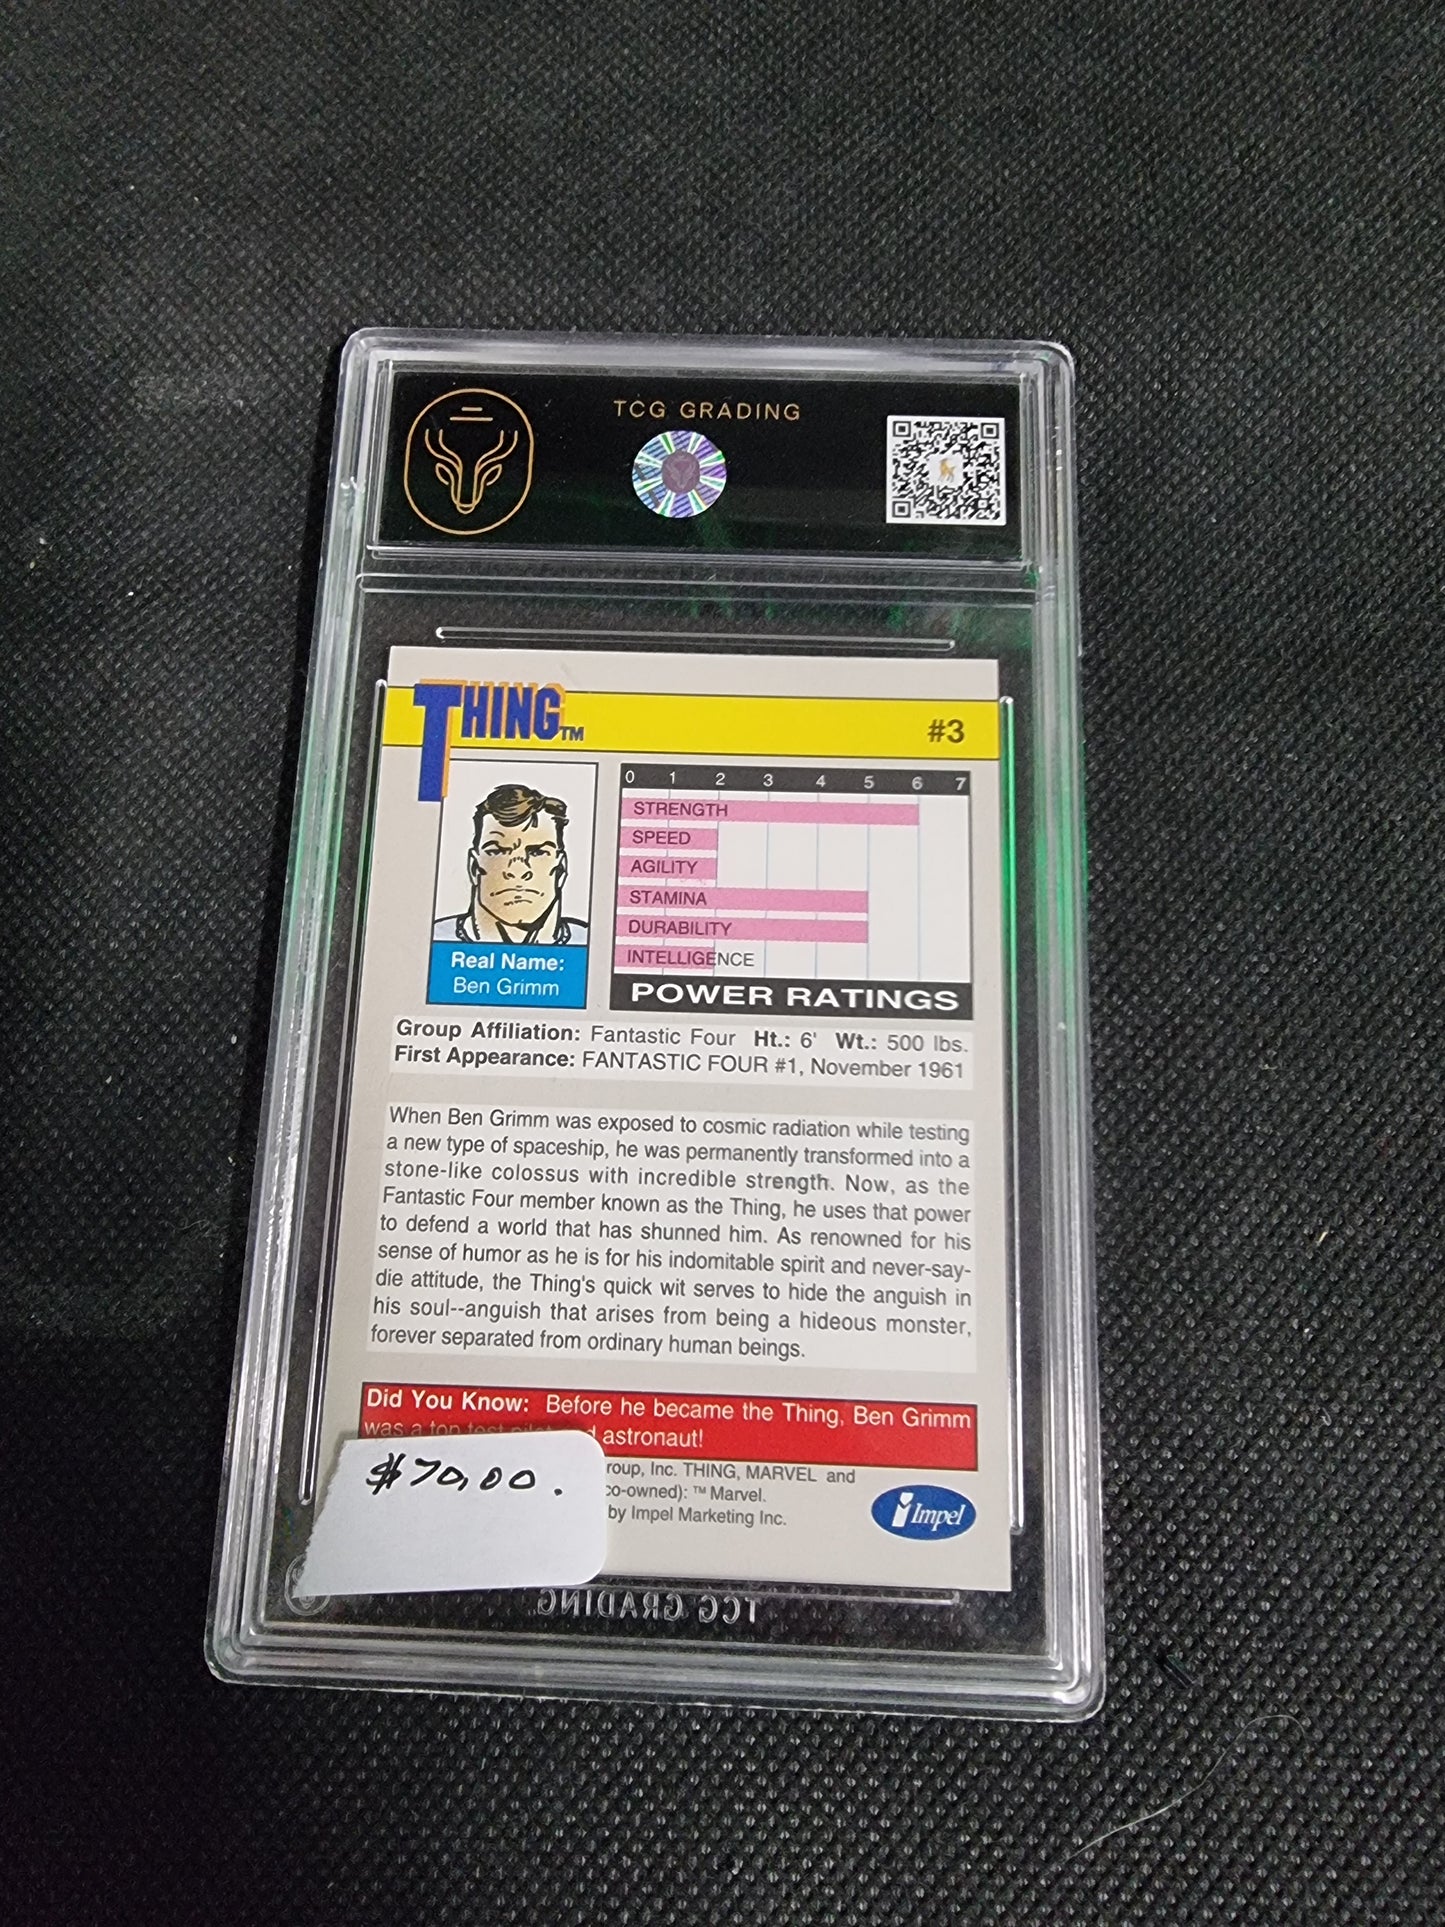 TCG GRADING
THING™
#3
0 1 2 3 4 5 6 7
STRENGTH
SPEED
AGILITY
STAMINA
DURABILITY
INTELLIGENCE
POWER RATINGS
Real Name:
Ben Grimm
Group Affiliation: Fantastic Four Ht.: 6' Wt.: 500 lbs.
First Appearance: FANTASTIC FOUR #1, November 1961
When Ben Grimm was exposed to cosmic radiation while testing
a new type of spaceship, he was permanently transformed into a
stone-like colossus with incredible strength. Now, as the
Fantastic Four member known as the Thing, he uses that power
to defend a world that has shunned him. As renowned for his
sense of humor as he is for his indomitable spirit and never-say-
die attitude, the Thing's quick wit serves to hide the anguish in
his soul--anguish that arises from being a hideous monster,
forever separated from ordinary human beings.
Did You Know: Before he became the Thing, Ben Grimm
was a top test pilot and astronaut!
$70.00.
roup, Inc. THING, MARVEL and
co-owned): ™ Marvel.
by Impel Marketing Inc.
Impel
TCG GRADING